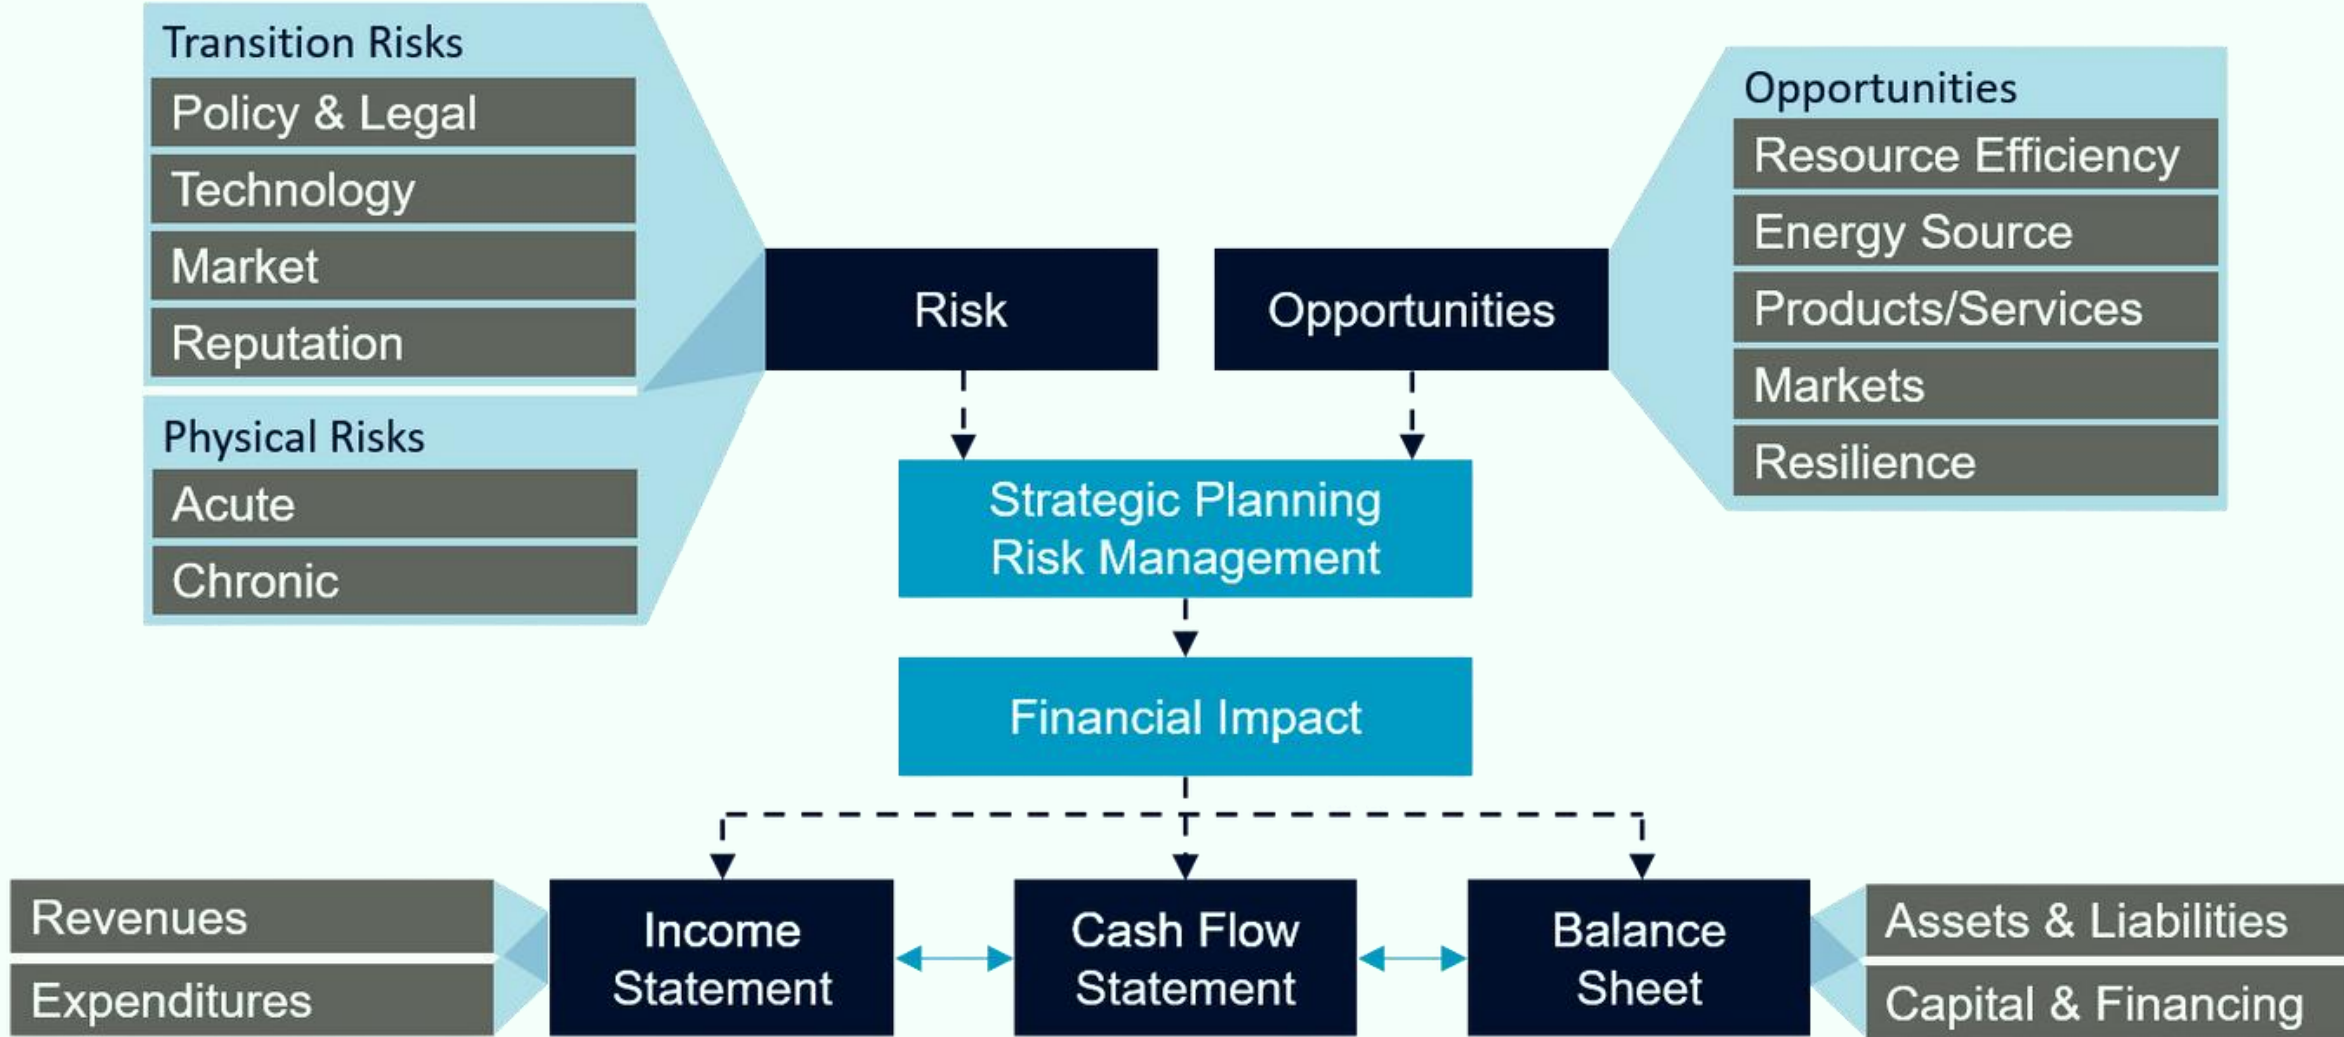 Transition Risks
Policy & Legal
Technology
Market
Reputation
Physical Risks
Acute
Chronic
Risk
Opportunities
Opportunities
Resource Efficiency
Energy Source
Products/Services
Markets
Resilience
Strategic Planning
Risk Management
Financial Impact
Revenues
Expenditures
Income
Statement
Cash Flow
Statement
Balance
Sheet
Assets & Liabilities
Capital & Financing